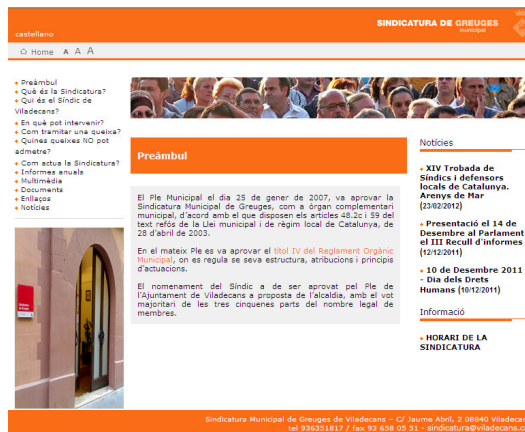 SINDICATURA DE GREUGES
municipal
castellano
Home A A A
Preàmbul
Què és la Sindicatura?
Qui és el Síndic de
Viladecans?
En què pot intervenir?
Com tramitar una queixa?
Quines queixes NO pot
admetre?
Com actua la Sindicatura?
Informes anuals
Multimèdia
Documents
Enllaços
Notícies
Preàmbul
El Ple Municipal el dia 25 de gener de 2007, va aprovar la
Sindicatura Municipal de Greuges, com a òrgan complementari
municipal, d'acord amb el que disposen els articles 48.2c i 59 del
text refós de la Llei municipal i de règim local de Catalunya, de
28 d'abril de 2003.
En el mateix Ple es va aprovar el títol IV del Reglament Orgànic
Municipal, on es regula se seva estructura, atribucions i principis
d'actuacions.
El nomenament del Síndic a de ser aprovat pel Ple de
l'Ajuntament de Viladecans a proposta de l'alcaldia, amb el vot
majoritari de les tres cinquenes parts del nombre legal de
membres.
Notícies
XIV Trobada de
Síndics i defensors
locals de Catalunya.
Arenys de Mar
(23/02/2012)
Presentació el 14 de
Desembre al Parlament
el III Recull d'informes
(12/12/2011)
10 de Desembre 2011
- Dia dels Drets
Humans (10/12/2011)
Informació
HORARI DE LA
SINDICATURA
Sindicatura Municipal de Greuges de Viladecans - C/ Jaume Abril, 2 08840 Viladecan
tel 936351817 / fax 93 658 05 51 - sindicatura@viladecans.c